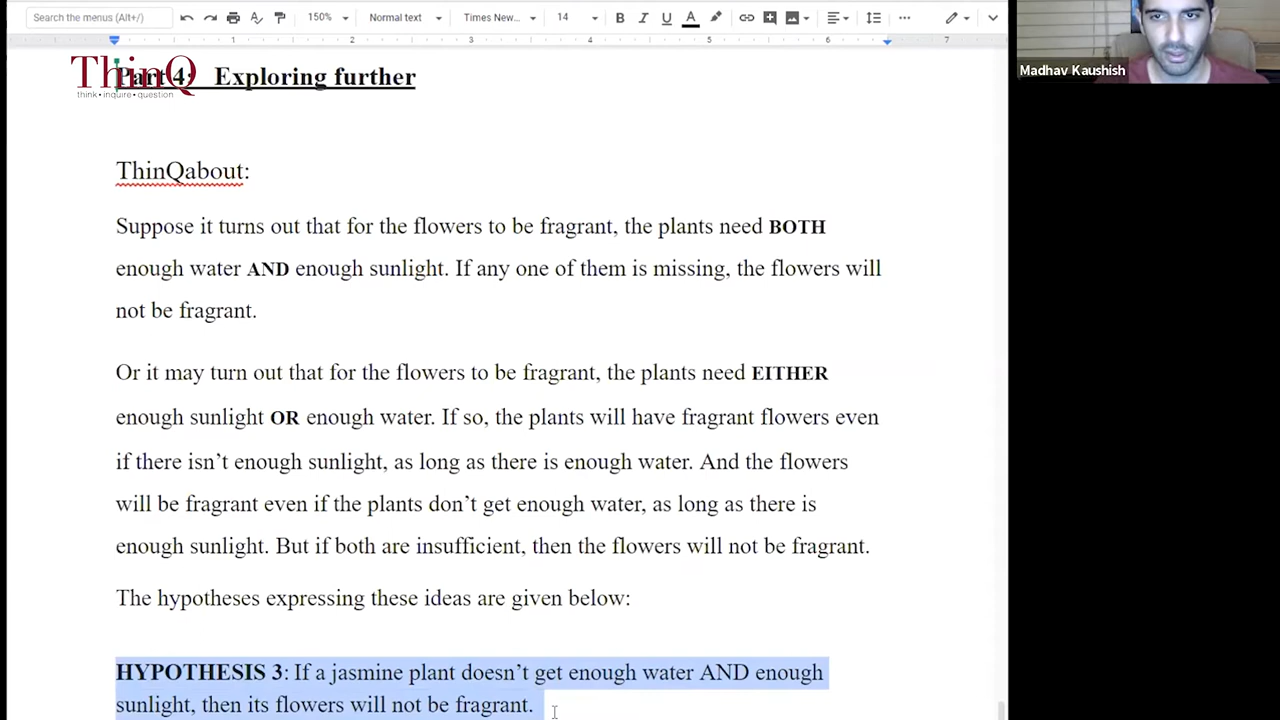 Search the menus (Alt+/)
150%
Normal text
Times New...
14
B I U A
1 2 3 4 5 6 7
Madhav Kaushish
ThinQ
think•inquire•question
Part 4: Exploring further
ThinQabout:
Suppose it turns out that for the flowers to be fragrant, the plants need BOTH
enough water AND enough sunlight. If any one of them is missing, the flowers will
not be fragrant.
Or it may turn out that for the flowers to be fragrant, the plants need EITHER
enough sunlight OR enough water. If so, the plants will have fragrant flowers even
if there isn’t enough sunlight, as long as there is enough water. And the flowers
will be fragrant even if the plants don’t get enough water, as long as there is
enough sunlight. But if both are insufficient, then the flowers will not be fragrant.
The hypotheses expressing these ideas are given below:
HYPOTHESIS 3: If a jasmine plant doesn’t get enough water AND enough
sunlight, then its flowers will not be fragrant.